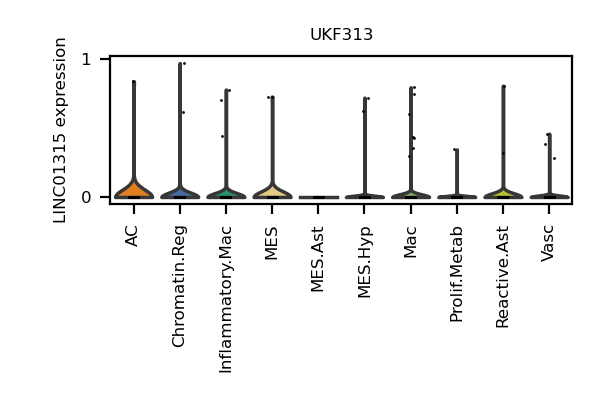 UKF313
LINC01315 expression
1
0
AC
Chromatin.Reg
Inflammatory.Mac
MES
MES.Ast
MES.Hyp
Mac
Prolif.Metab
Reactive.Ast
Vasc